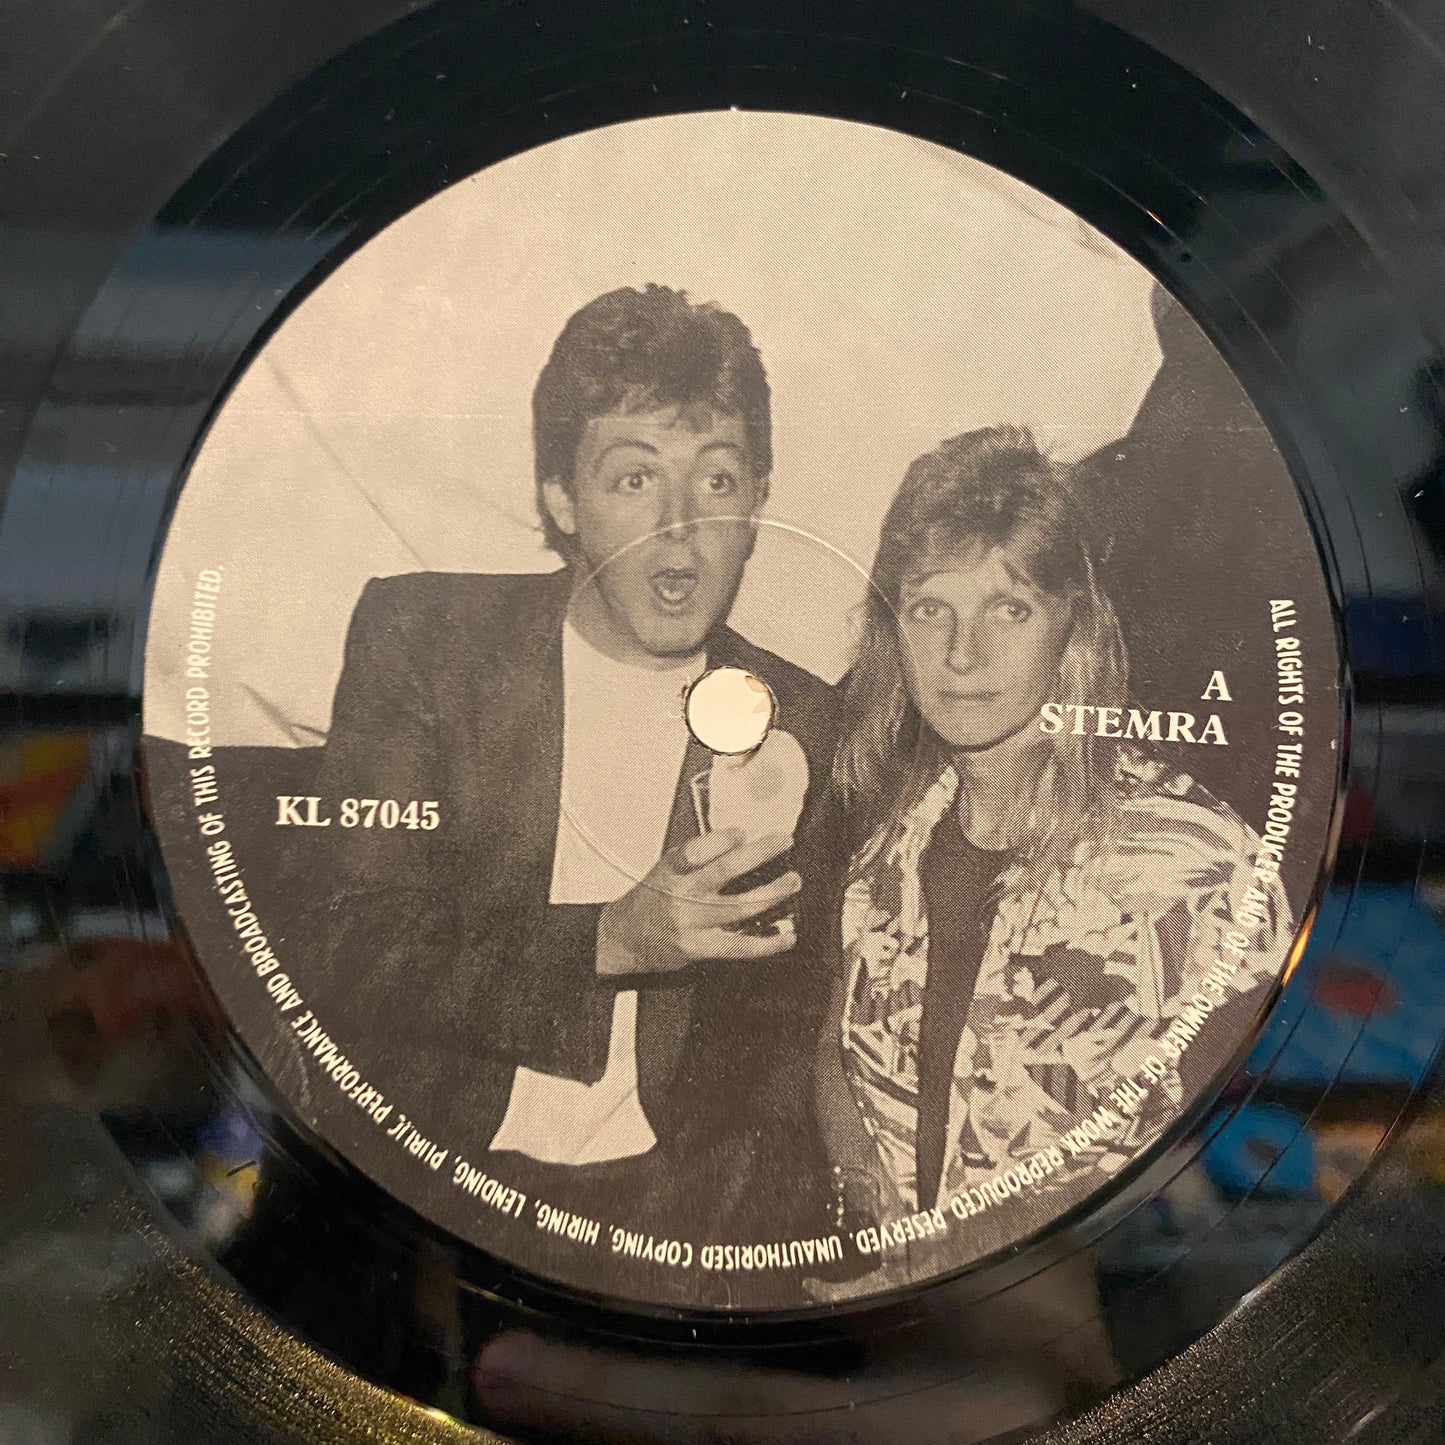 A
STEMRA
KL 87045
ALL RIGHTS OF THE PRODUCER AND OF THE OWNER OF THE WORK REPRODUCED RESERVED. UNAUTHORISED COPYING, HIRING, LENDING, PUBLIC PERFORMANCE AND BROADCASTING OF THIS RECORD PROHIBITED.